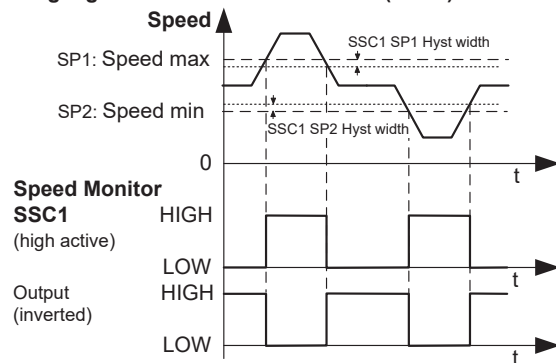 Speed
SSC1 SP1 Hyst width
SP1: Speed max
SP2: Speed min
SSC1 SP2 Hyst width
0
t
Speed Monitor
SSC1
HIGH
(high active)
LOW
t
Output
HIGH
(inverted)
LOW
t